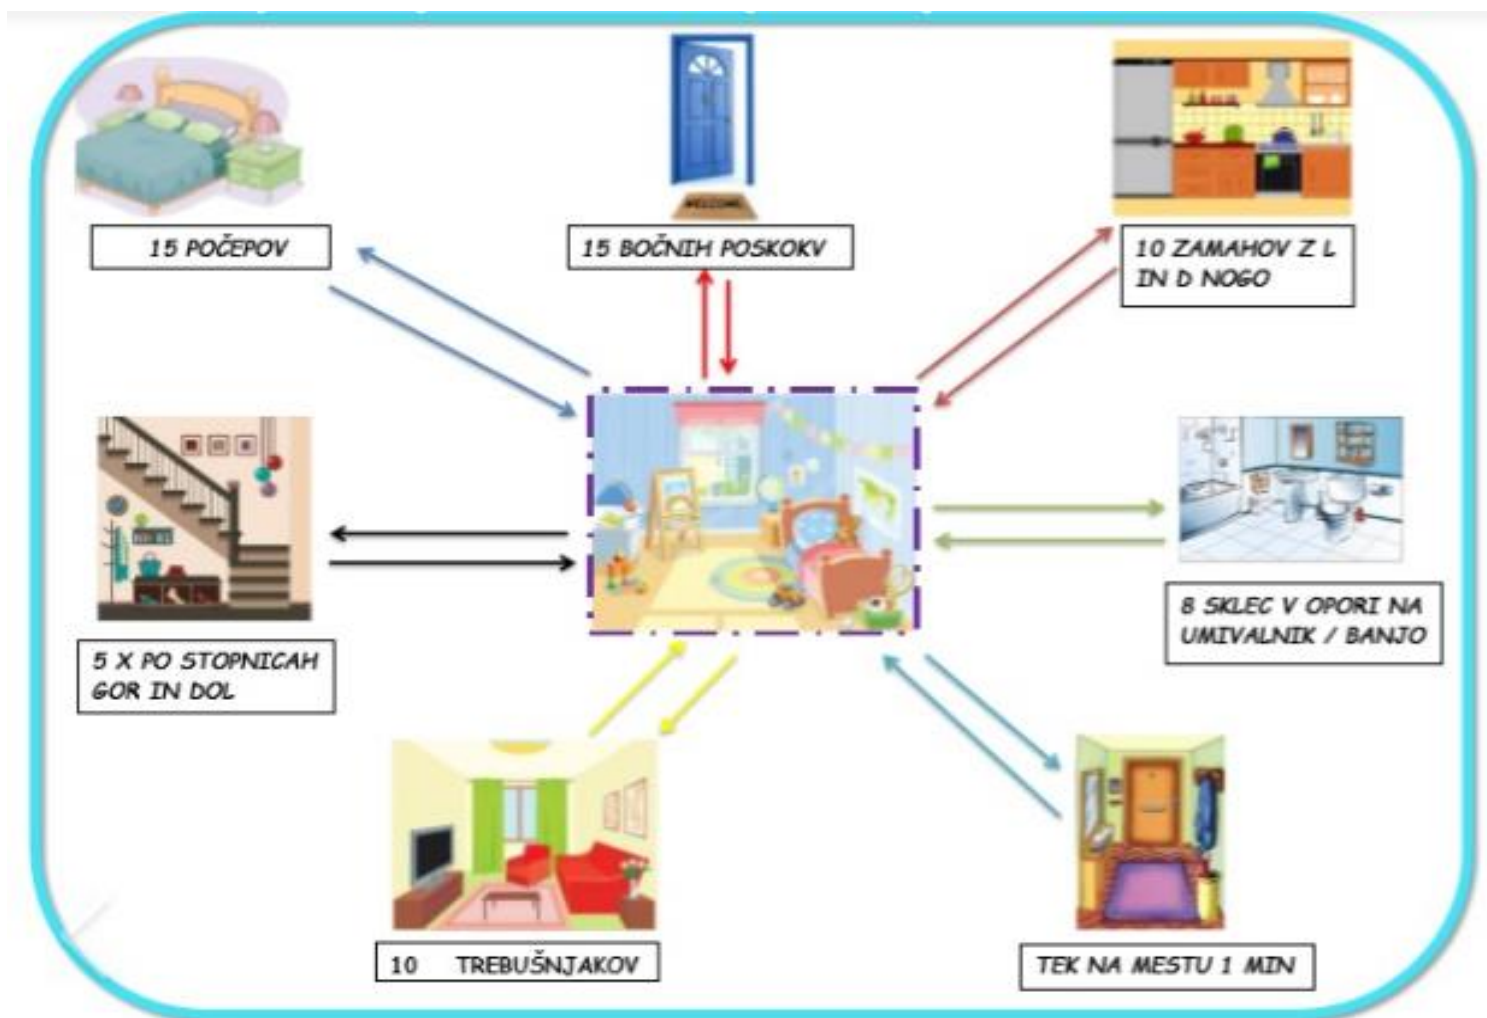 WELCOME
15 POČEPOV
15 BOČNIH POSKOKV
10 ZAMAHOV Z L
IN D NOGO
5 X PO STOPNICAH
GOR IN DOL
8 SKLEC V OPORI NA
UMIVALNIK / BANJO
10 TREBUŠNJAKOV
TEK NA MESTU 1 MIN